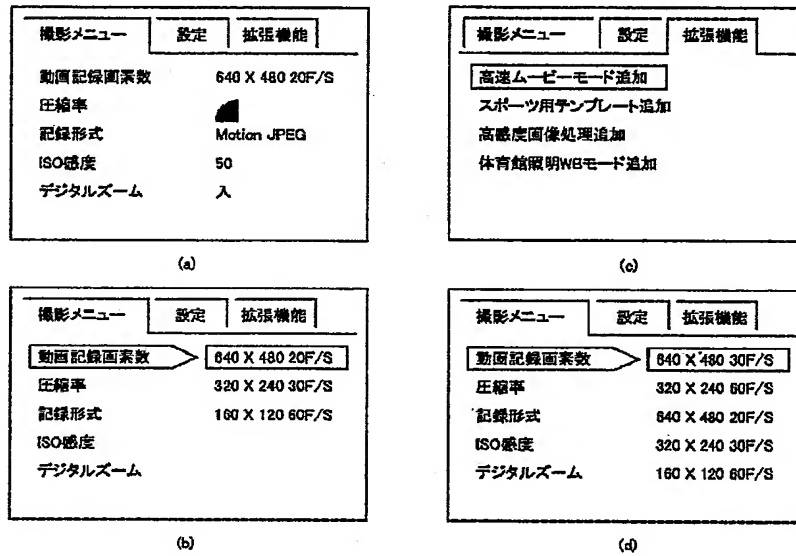 撮影メニュー 設定 拡張機能
動画記録画素数 640 X 480 20F/S
圧縮率
記録形式 Motion JPEG
ISO感度 50
デジタルズーム 入
(a)
撮影メニュー 設定 拡張機能
高速ムービーモード追加
スポーツ用テンプレート追加
高感度画像処理追加
体育館照明WBモード追加
(c)
撮影メニュー 設定 拡張機能
動画記録画素数 640 X 480 20F/S
圧縮率 320 X 240 30F/S
記録形式 160 X 120 60F/S
ISO感度
デジタルズーム
(b)
撮影メニュー 設定 拡張機能
動画記録画素数 640 X 480 30F/S
圧縮率 320 X 240 60F/S
記録形式 640 X 480 20F/S
ISO感度 320 X 240 30F/S
デジタルズーム 160 X 120 60F/S
(d)